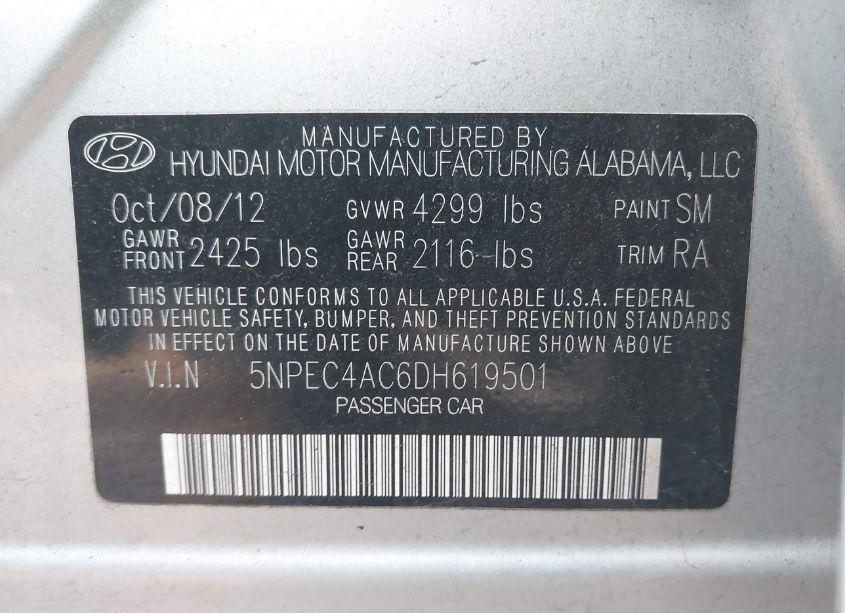 MANUFACTURED BY
HYUNDAI MOTOR MANUFACTURING ALABAMA, LLC
Oct/08/12 GVWR 4299 lbs PAINT SM
GAWR FRONT 2425 lbs GAWR REAR 2116 lbs TRIM RA
THIS VEHICLE CONFORMS TO ALL APPLICABLE U.S.A. FEDERAL
MOTOR VEHICLE SAFETY, BUMPER, AND THEFT PREVENTION STANDARDS
IN EFFECT ON THE DATE OF MANUFACTURE SHOWN ABOVE.
V.I.N 5NPEC4AC6DH619501
PASSENGER CAR